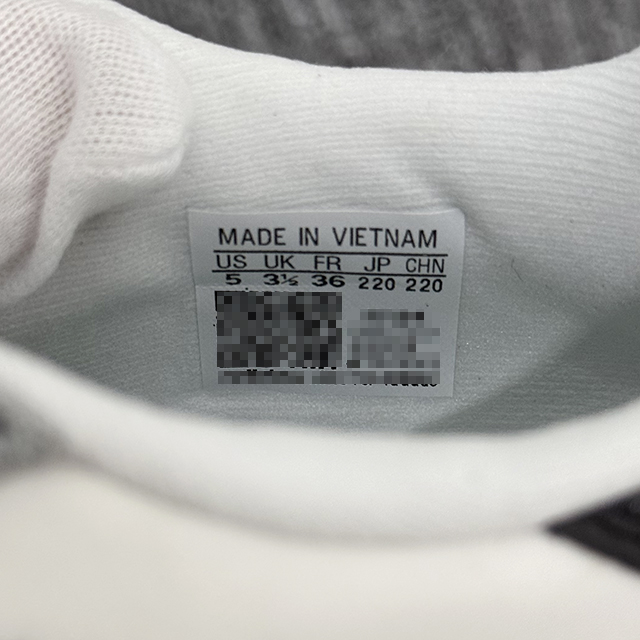 MADE IN VIETNAM
US UK FR JP CHN
5 3½ 36 220 220